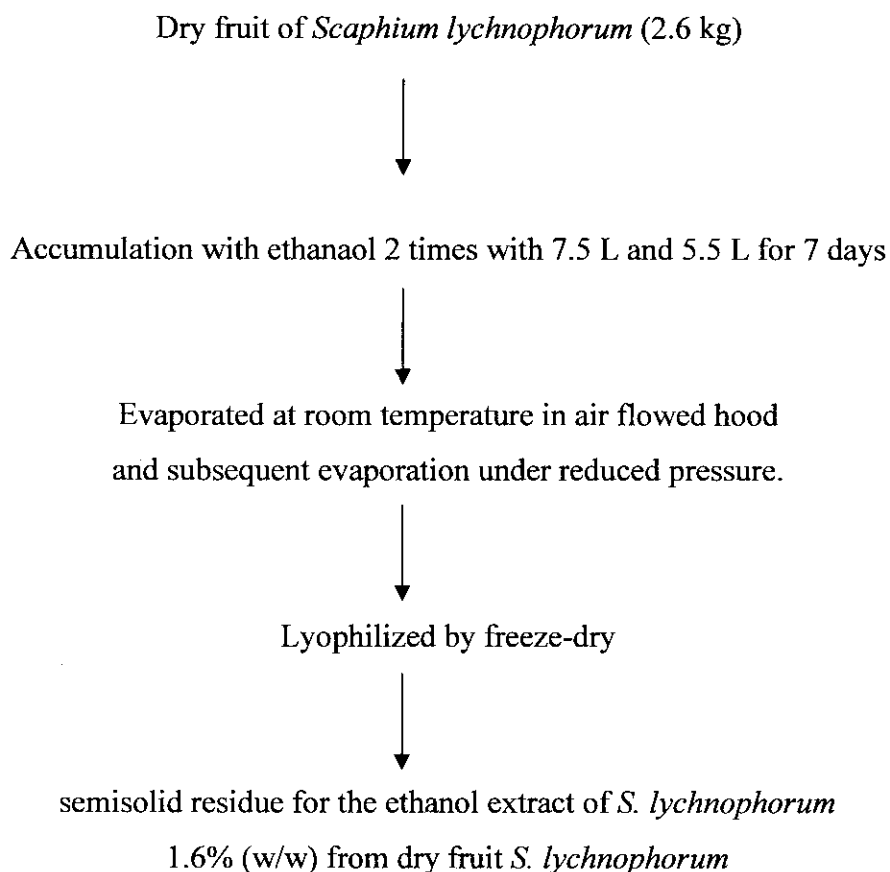 Dry fruit of Scaphium lychnophorum (2.6 kg)
Accumulation with ethanaol 2 times with 7.5 L and 5.5 L for 7 days
Evaporated at room temperature in air flowed hood
and subsequent evaporation under reduced pressure.
Lyophilized by freeze-dry
semisolid residue for the ethanol extract of S. lychnophorum
1.6% (w/w) from dry fruit S. lychnophorum